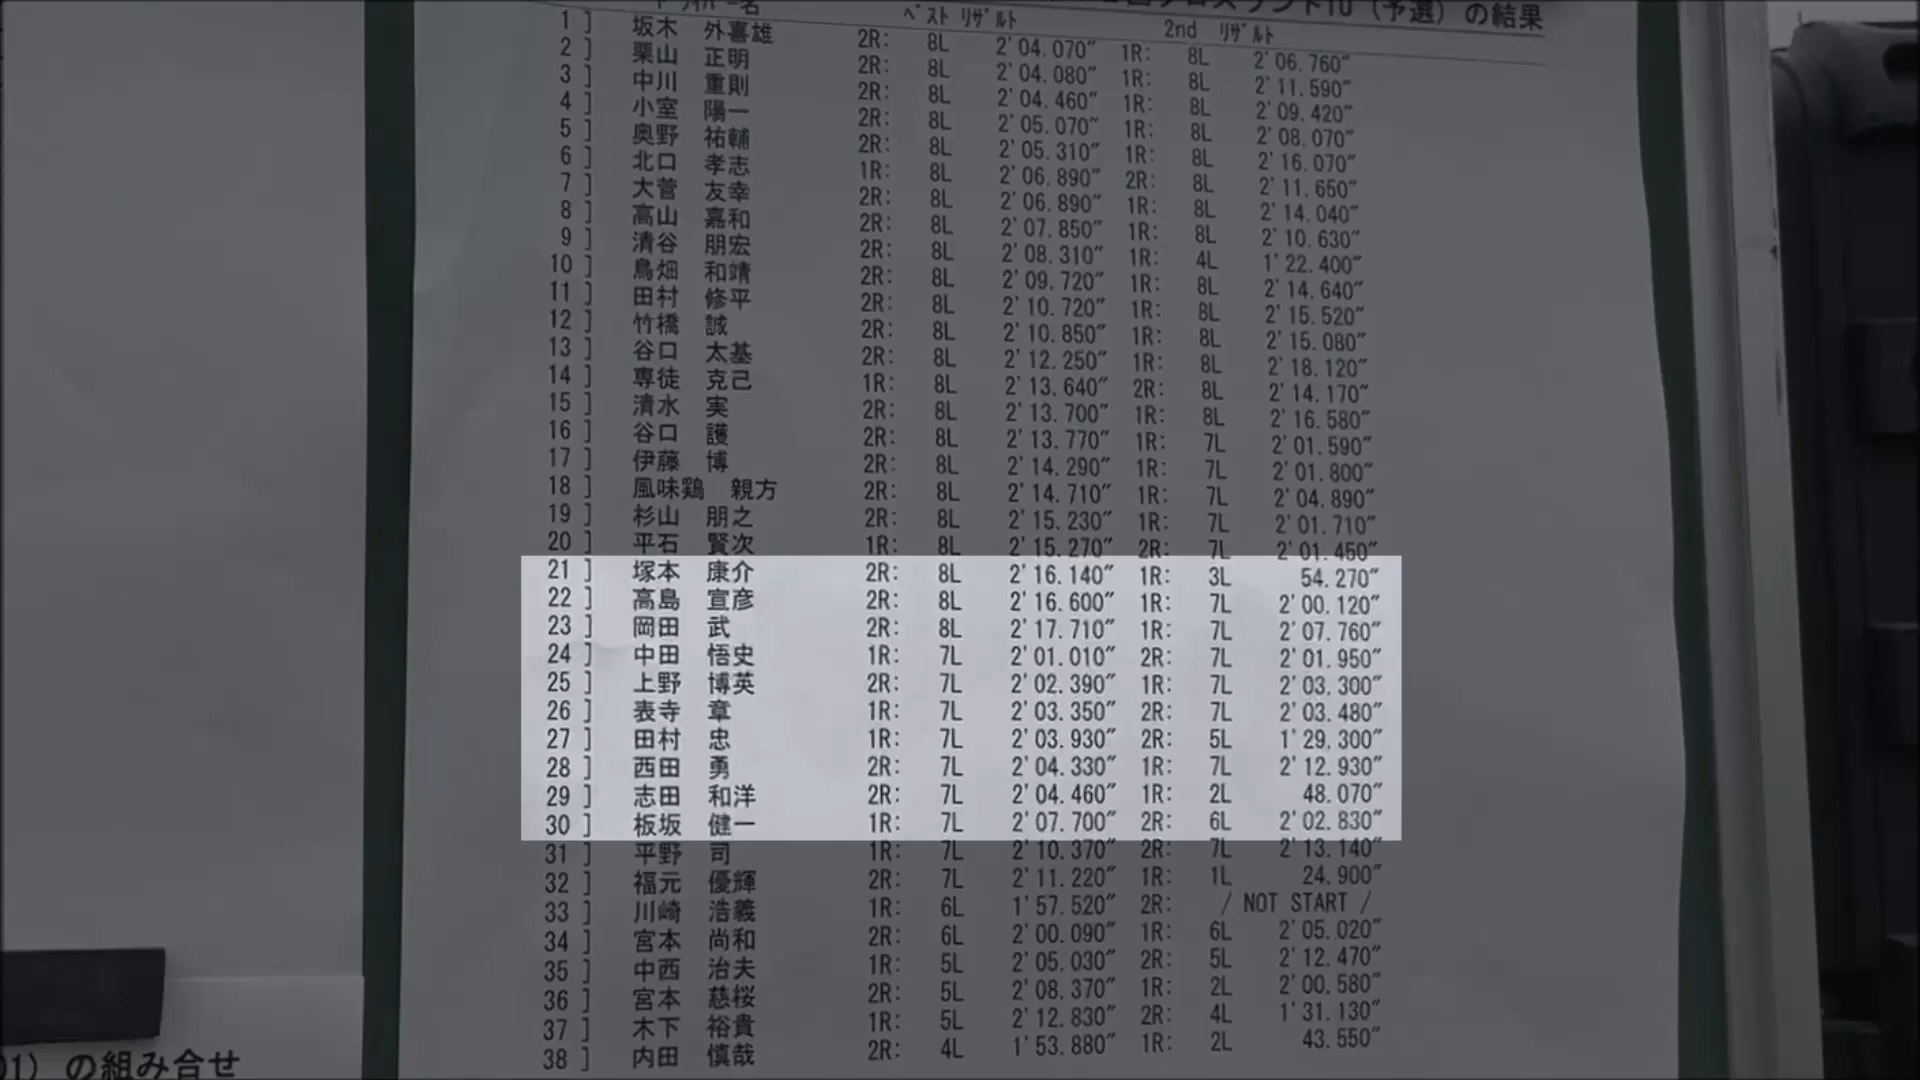 ドライバー名 ベスト リザルト 2nd リザルト
（予選）の結果
1 ] 坂木 外喜雄 2R: 8L 2'04.070" 1R: 8L 2'06.760"
2 ] 栗山 正明 2R: 8L 2'04.080" 1R: 8L 2'11.590"
3 ] 中川 重則 2R: 8L 2'04.460" 1R: 8L 2'09.420"
4 ] 小室 陽一 2R: 8L 2'05.070" 1R: 8L 2'08.070"
5 ] 奥野 祐輔 2R: 8L 2'05.310" 1R: 8L 2'16.070"
6 ] 北口 孝志 1R: 8L 2'06.890" 2R: 8L 2'11.650"
7 ] 大菅 友幸 2R: 8L 2'06.890" 1R: 8L 2'14.040"
8 ] 高山 嘉和 2R: 8L 2'07.850" 1R: 8L 2'10.630"
9 ] 清谷 朋宏 2R: 8L 2'08.310" 1R: 4L 1'22.400"
10 ] 鳥畑 和靖 2R: 8L 2'09.720" 1R: 8L 2'14.640"
11 ] 田村 修平 2R: 8L 2'10.720" 1R: 8L 2'15.520"
12 ] 竹橋 誠 2R: 8L 2'10.850" 1R: 8L 2'15.080"
13 ] 谷口 太基 2R: 8L 2'12.250" 1R: 8L 2'18.120"
14 ] 専徒 克己 1R: 8L 2'13.640" 2R: 8L 2'14.170"
15 ] 清水 実 2R: 8L 2'13.700" 1R: 8L 2'16.580"
16 ] 谷口 護 2R: 8L 2'13.770" 1R: 7L 2'01.590"
17 ] 伊藤 博 2R: 8L 2'14.290" 1R: 7L 2'01.800"
18 ] 風味鶏 親方 2R: 8L 2'14.710" 1R: 7L 2'04.890"
19 ] 杉山 朋之 2R: 8L 2'15.230" 1R: 7L 2'01.710"
20 ] 平石 賢次 1R: 8L 2'15.270" 2R: 7L 2'01.450"
21 ] 塚本 康介 2R: 8L 2'16.140" 1R: 3L 54.270"
22 ] 高島 宣彦 2R: 8L 2'16.600" 1R: 7L 2'00.120"
23 ] 岡田 武 2R: 8L 2'17.710" 1R: 7L 2'07.760"
24 ] 中田 悟史 1R: 7L 2'01.010" 2R: 7L 2'01.950"
25 ] 上野 博英 2R: 7L 2'02.390" 1R: 7L 2'03.300"
26 ] 表寺 章 1R: 7L 2'03.350" 2R: 7L 2'03.480"
27 ] 田村 忠 1R: 7L 2'03.930" 2R: 5L 1'29.300"
28 ] 西田 勇 2R: 7L 2'04.330" 1R: 7L 2'12.930"
29 ] 志田 和洋 2R: 7L 2'04.460" 1R: 2L 48.070"
30 ] 板坂 健一 1R: 7L 2'07.700" 2R: 6L 2'02.830"
31 ] 平野 司 1R: 7L 2'10.370" 2R: 7L 2'13.140"
32 ] 福元 優輝 2R: 7L 2'11.220" 1R: 1L 24.900"
33 ] 川崎 浩義 1R: 6L 1'57.520" 2R: / NOT START /
34 ] 宮本 尚和 2R: 6L 2'00.090" 1R: 6L 2'05.020"
35 ] 中西 治夫 1R: 5L 2'05.030" 2R: 5L 2'12.470"
36 ] 宮本 慈桜 2R: 5L 2'08.370" 1R: 2L 2'00.580"
37 ] 木下 裕貴 1R: 5L 2'12.830" 2R: 4L 1'31.130"
38 ] 内田 慎哉 2R: 4L 1'53.880" 1R: 2L 43.550"
01）の組み合せ